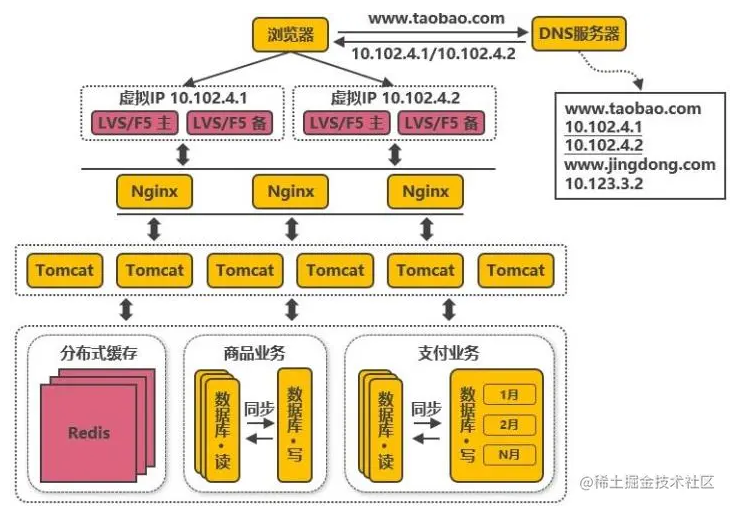 www.taobao.com
浏览器
DNS服务器
10.102.4.1/10.102.4.2
虚拟IP 10.102.4.1
虚拟IP 10.102.4.2
LVS/F5 主
LVS/F5 备
LVS/F5 主
LVS/F5 备
www.taobao.com
10.102.4.1
10.102.4.2
www.jingdong.com
10.123.3.2
Nginx
Nginx
Nginx
Tomcat
Tomcat
Tomcat
Tomcat
Tomcat
Tomcat
分布式缓存
Redis
商品业务
数据库·读
同步
数据库·写
支付业务
数据库·读
同步
数据库·写
1月
2月
N月
@稀土掘金技术社区